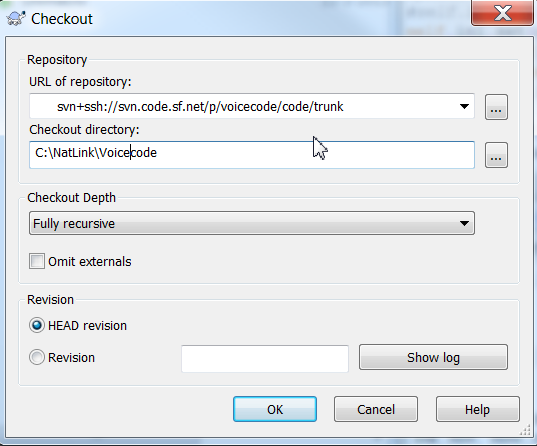 Checkout
Repository
URL of repository:
svn+ssh://svn.code.sf.net/p/voicecode/code/trunk
...
Checkout directory:
C:\NatLink\Voicecode
...
Checkout Depth
Fully recursive
Omit externals
Revision
HEAD revision
Revision
Show log
OK
Cancel
Help